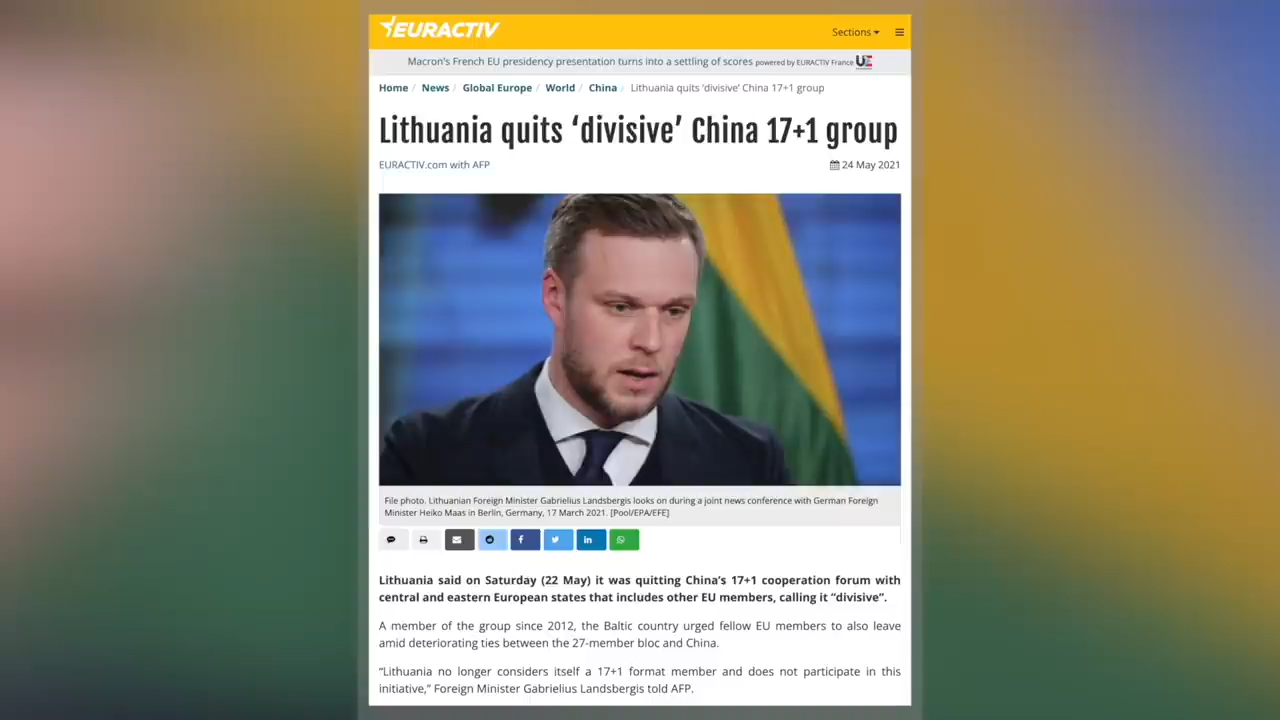 EURACTIV
Sections
Macron's French EU presidency presentation turns into a settling of scores powered by EURACTIV France
Home / News / Global Europe / World / China / Lithuania quits ‘divisive’ China 17+1 group
Lithuania quits ‘divisive’ China 17+1 group
EURACTIV.com with AFP
24 May 2021
File photo. Lithuanian Foreign Minister Gabrielius Landsbergis looks on during a joint news conference with German Foreign
Minister Heiko Maas in Berlin, Germany, 17 March 2021. [Pool/EPA/EFE]
Lithuania said on Saturday (22 May) it was quitting China’s 17+1 cooperation forum with
central and eastern European states that includes other EU members, calling it “divisive”.
A member of the group since 2012, the Baltic country urged fellow EU members to also leave
amid deteriorating ties between the 27-member bloc and China.
“Lithuania no longer considers itself a 17+1 format member and does not participate in this
initiative,” Foreign Minister Gabrielius Landsbergis told AFP.